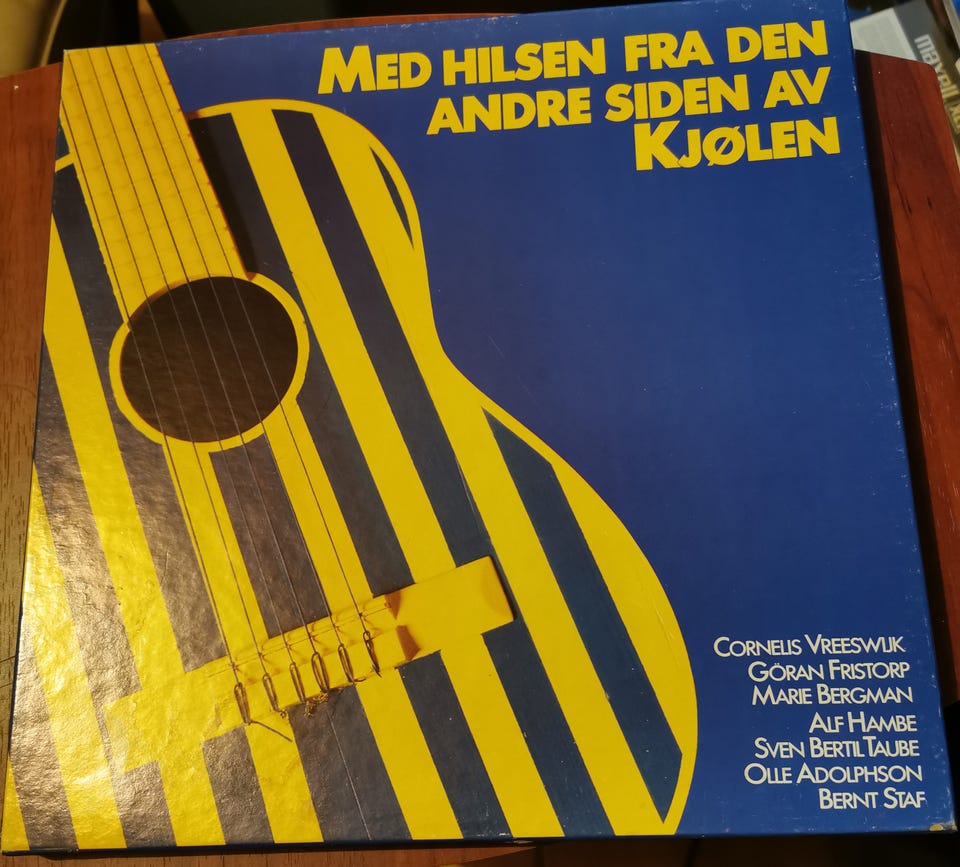 MED HILSEN FRA DEN
ANDRE SIDEN AV
KJØLEN
CORNELIS VREESWIJK
GÖRAN FRISTORP
MARIE BERGMAN
ALF HAMBE
SVEN BERTIL TAUBE
OLLE ADOLPHSON
BERNT STAF
maxell